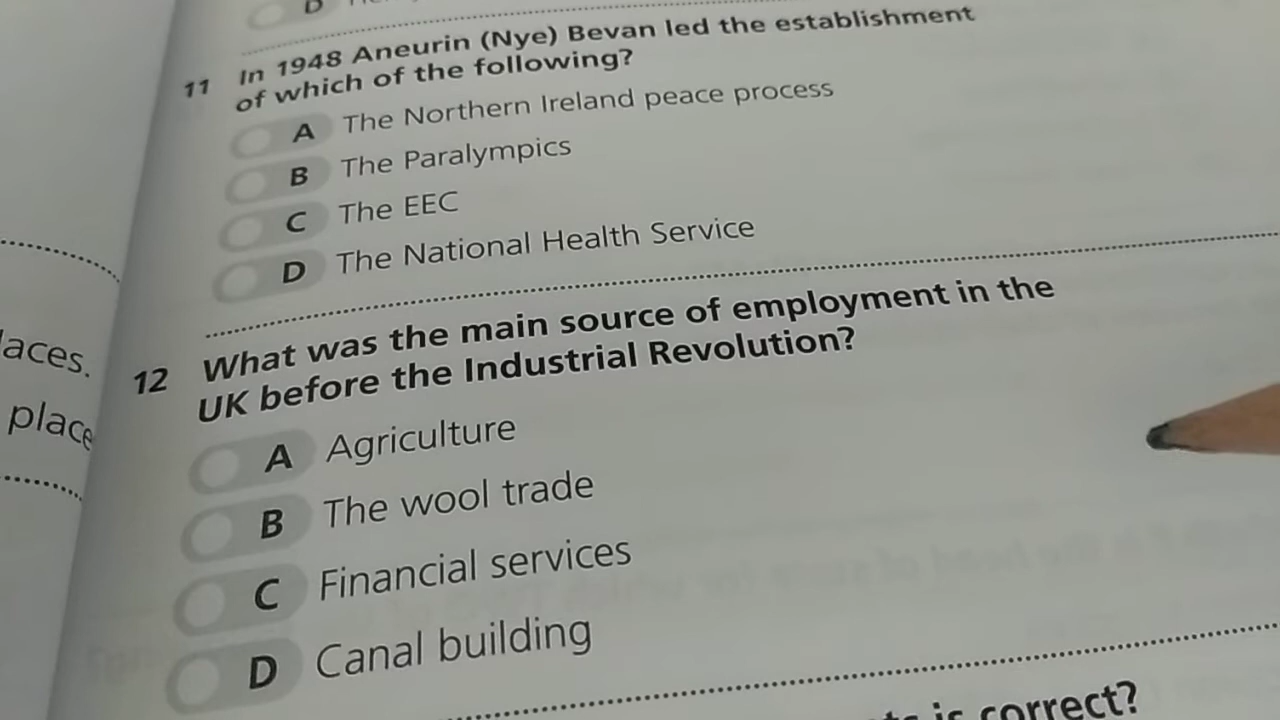 D
11 In 1948 Aneurin (Nye) Bevan led the establishment
of which of the following?
A The Northern Ireland peace process
B The Paralympics
C The EEC
D The National Health Service
12 What was the main source of employment in the
UK before the Industrial Revolution?
A Agriculture
B The wool trade
C Financial services
D Canal building
is correct?
places.
place